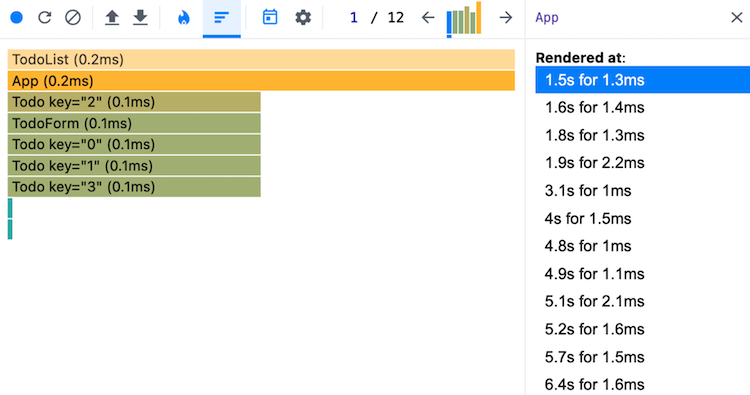 1 / 12
App
TodoList (0.2ms)
App (0.2ms)
Todo key="2" (0.1ms)
TodoForm (0.1ms)
Todo key="0" (0.1ms)
Todo key="1" (0.1ms)
Todo key="3" (0.1ms)
Rendered at:
1.5s for 1.3ms
1.6s for 1.4ms
1.8s for 1.3ms
1.9s for 2.2ms
3.1s for 1ms
4s for 1.5ms
4.8s for 1ms
4.9s for 1.1ms
5.1s for 2.1ms
5.2s for 1.6ms
5.7s for 1.5ms
6.4s for 1.6ms